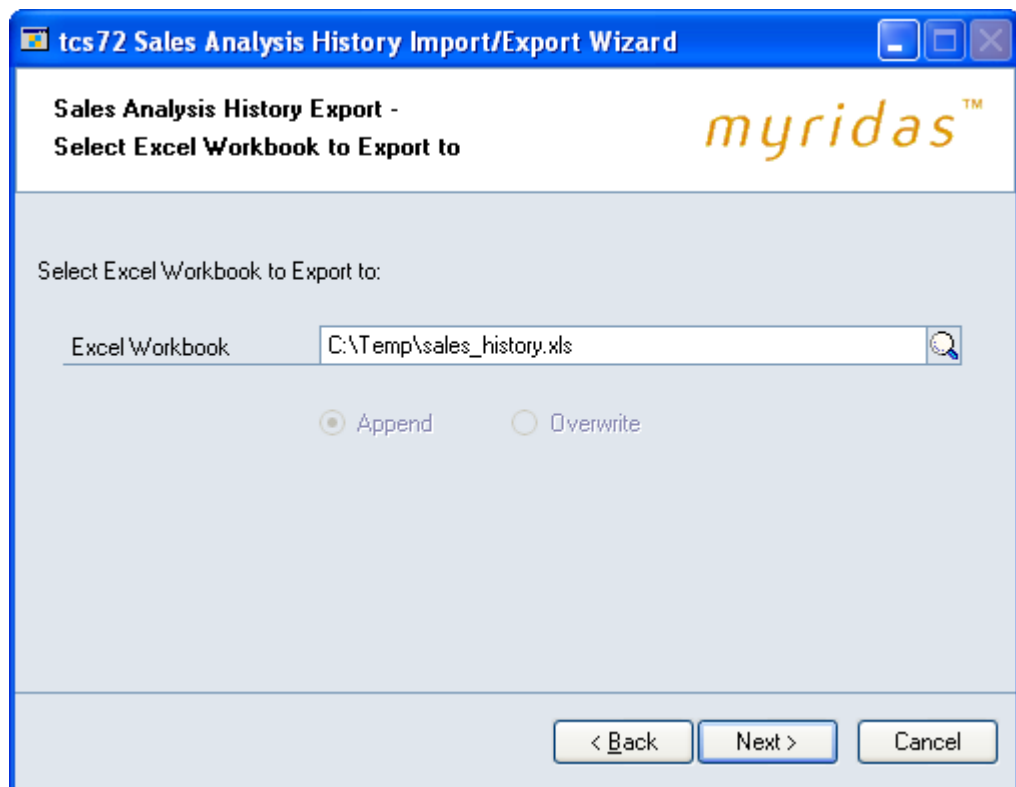 tcs72 Sales Analysis History Import/Export Wizard
Sales Analysis History Export -
Select Excel Workbook to Export to
myridas™
Select Excel Workbook to Export to:
Excel Workbook C:\Temp\sales_history.xls
Append Overwrite
< Back Next > Cancel